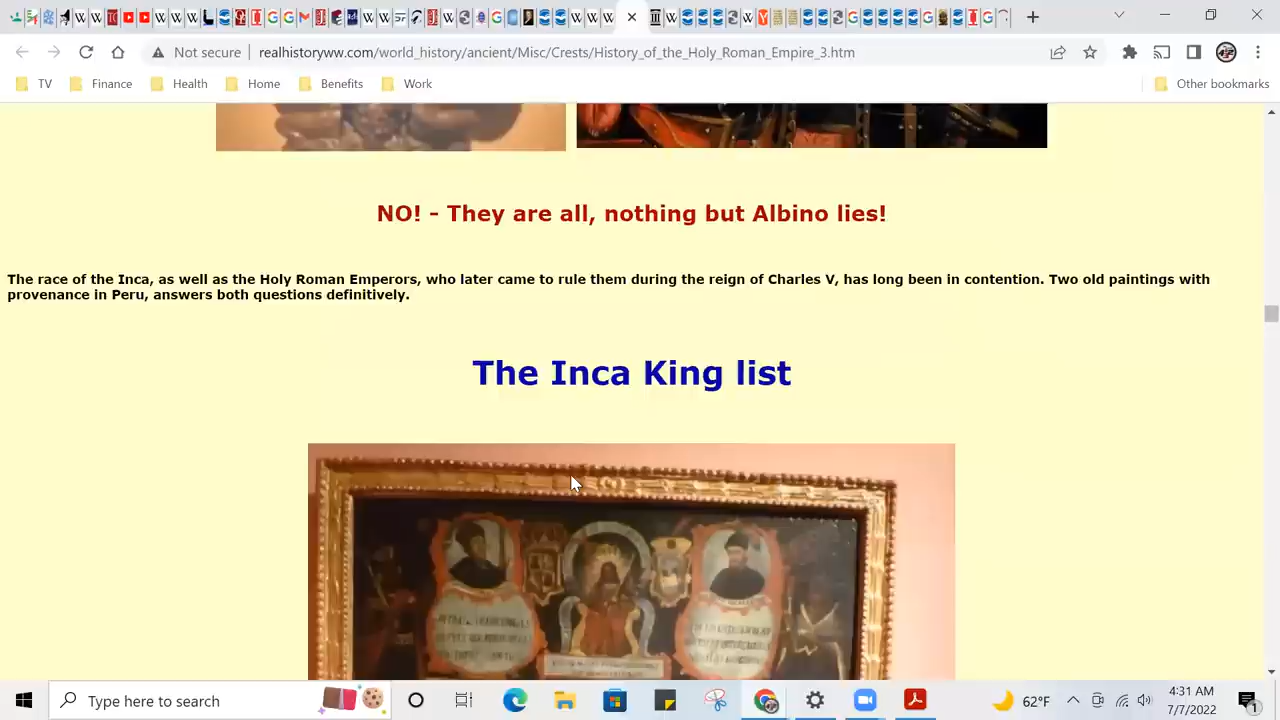 Not secure
realhistoryww.com/world_history/ancient/Misc/Crests/History_of_the_Holy_Roman_Empire_3.htm
TV
Finance
Health
Home
Benefits
Work
Other bookmarks
NO! - They are all, nothing but Albino lies!
The race of the Inca, as well as the Holy Roman Emperors, who later came to rule them during the reign of Charles V, has long been in contention. Two old paintings with
provenance in Peru, answers both questions definitively.
The Inca King list
Type here to search
62°F
4:31 AM
7/7/2022